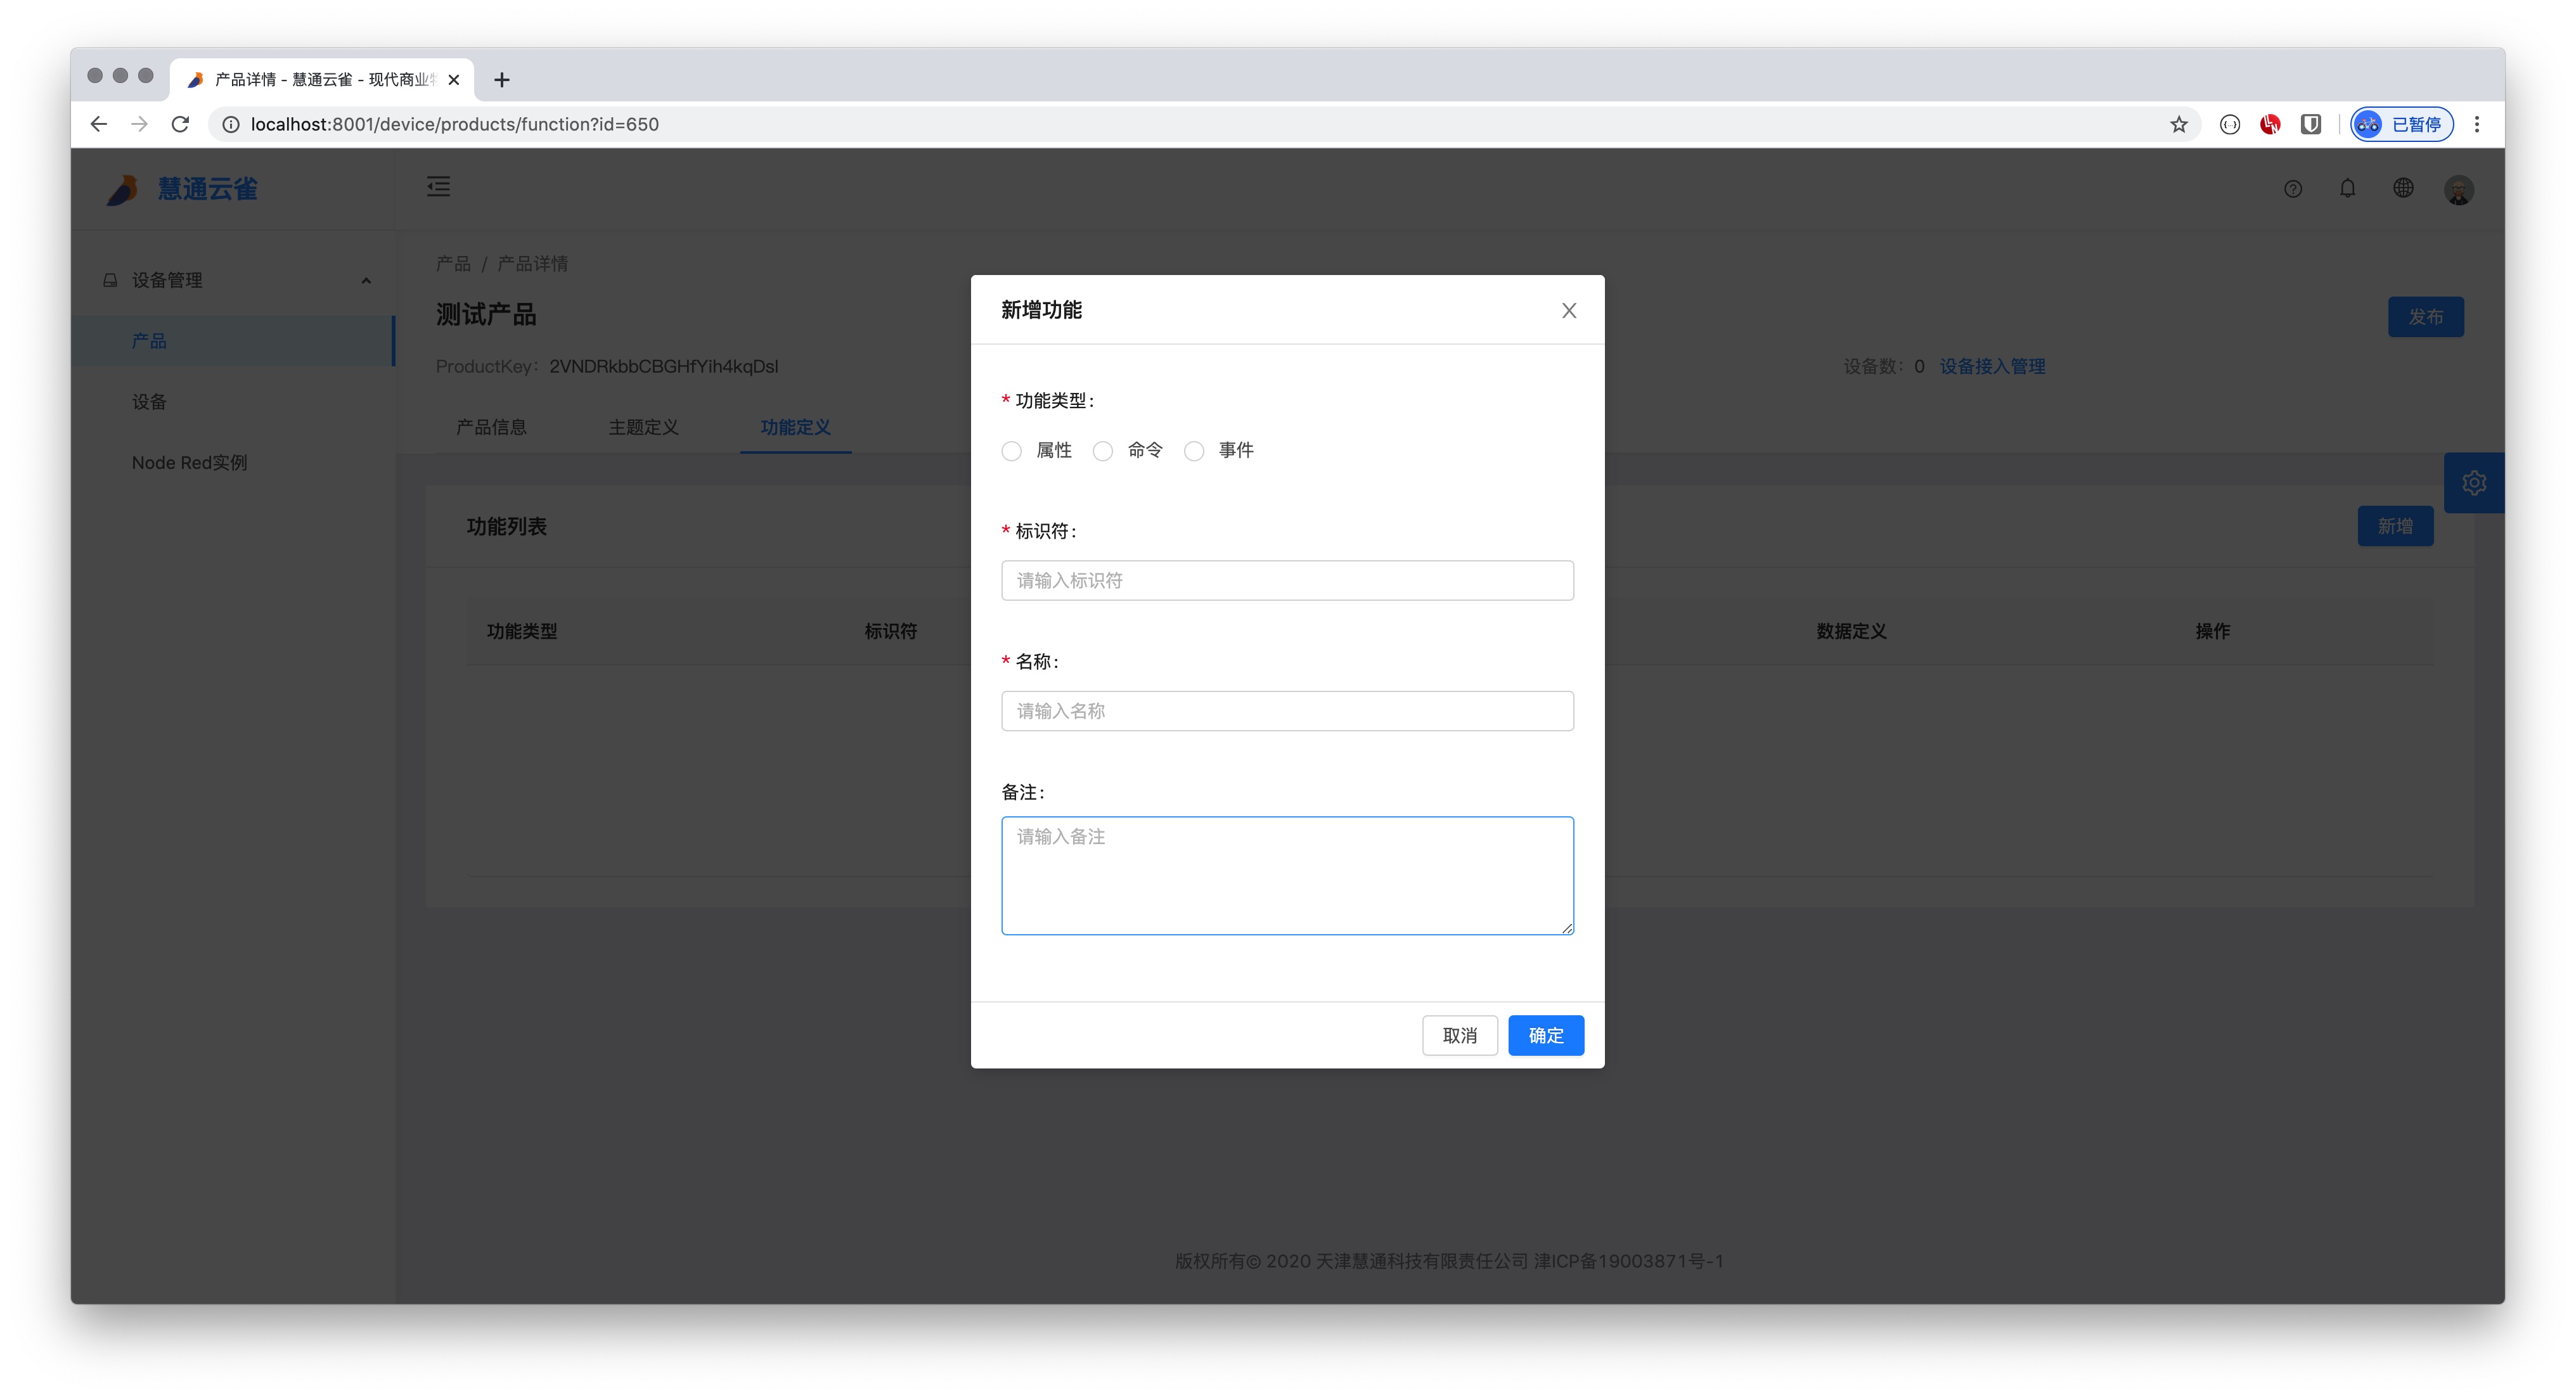 产品详情 - 慧通云雀 - 现代商业
localhost:8001/device/products/function?id=650
已暂停
慧通云雀
设备管理
产品
设备
Node Red实例
产品 / 产品详情
测试产品
发布
ProductKey: 2VNDRkbbCBGHfYih4kqDsl
设备数: 0 设备接入管理
产品信息 主题定义 功能定义
功能列表
新增
功能类型 标识符 数据定义 操作
新增功能
* 功能类型:
属性 命令 事件
* 标识符:
请输入标识符
* 名称:
请输入名称
备注:
请输入备注
取消 确定
版权所有© 2020 天津慧通科技有限责任公司 津ICP备19003871号-1